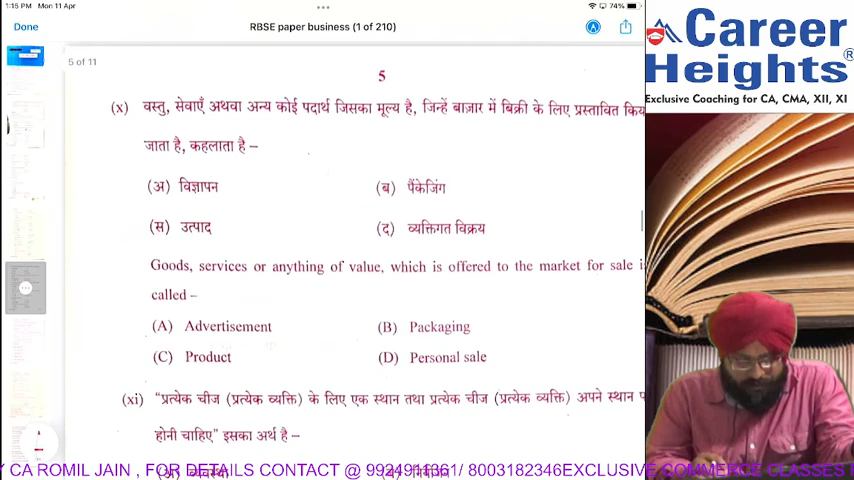 1:15 PM Mon 11 Apr
74%
Done
RBSE paper business (1 of 210)
Career
Heights
Exclusive Coaching for CA, CMA, XII, XI
5 of 11
5
(x) वस्तु, सेवाएँ अथवा अन्य कोई पदार्थ जिसका मूल्य है, जिन्हें बाज़ार में बिक्री के लिए प्रस्तावित किय
जाता है, कहलाता है –
(अ) विज्ञापन (ब) पैंकेजिंग
(स) उत्पाद (द) व्यक्तिगत विक्रय
Goods, services or anything of value, which is offered to the market for sale i
called –
(A) Advertisement (B) Packaging
(C) Product (D) Personal sale
(xi) "प्रत्येक चीज (प्रत्येक व्यक्ति) के लिए एक स्थान तथा प्रत्येक चीज (प्रत्येक व्यक्ति) अपने स्थान प
होनी चाहिए" इसका अर्थ है –
(अ) व्यवस्था
Y CA ROMIL JAIN , FOR DETAILS CONTACT @ 9924911361/ 8003182346EXCLUSIVE COMMERCE CLASSES